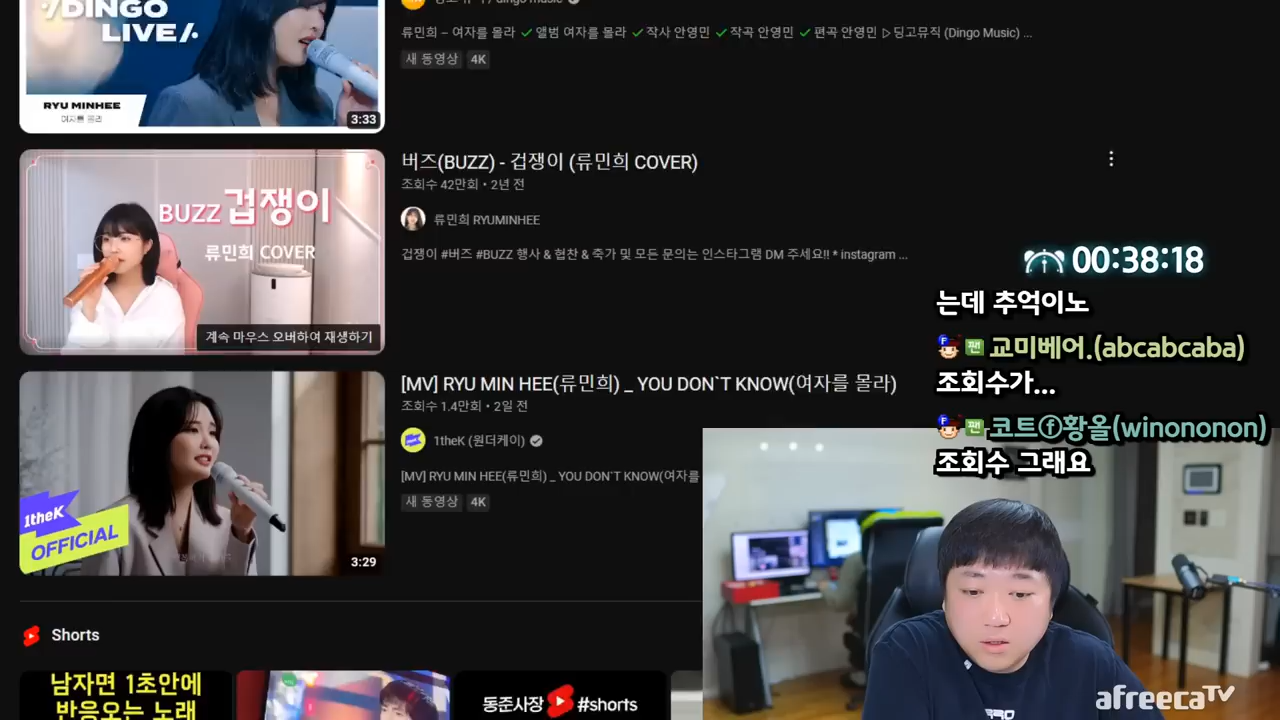 DINGO
LIVE
RYU MINHEE
여자를 몰라
3:33
류민희 – 여자를 몰라 ✓ 앨범 여자를 몰라 ✓ 작사 안영민 ✓ 작곡 안영민 ✓ 편곡 안영민 ▷ 딩고뮤직 (Dingo Music) ...
새 동영상 4K
BUZZ 겁쟁이
류민희 COVER
계속 마우스 오버하여 재생하기
버즈(BUZZ) - 겁쟁이 (류민희 COVER)
조회수 42만회 • 2년 전
류민희 RYUMINHEE
겁쟁이 #버즈 #BUZZ 행사 & 협찬 & 축가 및 모든 문의는 인스타그램 DM 주세요!! * instagram ...
1theK
OFFICIAL
3:29
[MV] RYU MIN HEE(류민희) _ YOU DON`T KNOW(여자를 몰라)
조회수 1.4만회 • 2일 전
1theK (원더케이)
[MV] RYU MIN HEE(류민희) _ YOU DON`T KNOW(여자를
새 동영상 4K
00:38:18
는데 추억이노
F 팬 교미베어.(abcabcaba)
조회수가...
F 팬 코트ⓕ황올(winononon)
조회수 그래요
Shorts
남자면 1초안에
반응오는 노래
동준사장 #shorts
afreecaTV